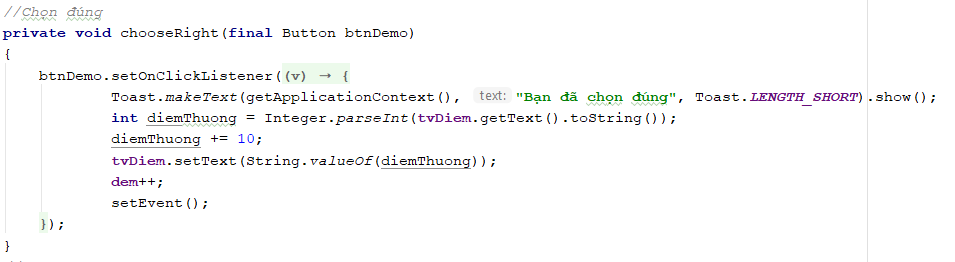 //Chọn đúng
private void chooseRight(final Button btnDemo)
{
btnDemo.setOnClickListener((v) → {
Toast.makeText(getApplicationContext(), text: "Bạn đã chọn đúng", Toast.LENGTH_SHORT).show();
int diemThuong = Integer.parseInt(tvDiem.getText().toString());
diemThuong += 10;
tvDiem.setText(String.valueOf(diemThuong));
dem++;
setEvent();
});
}